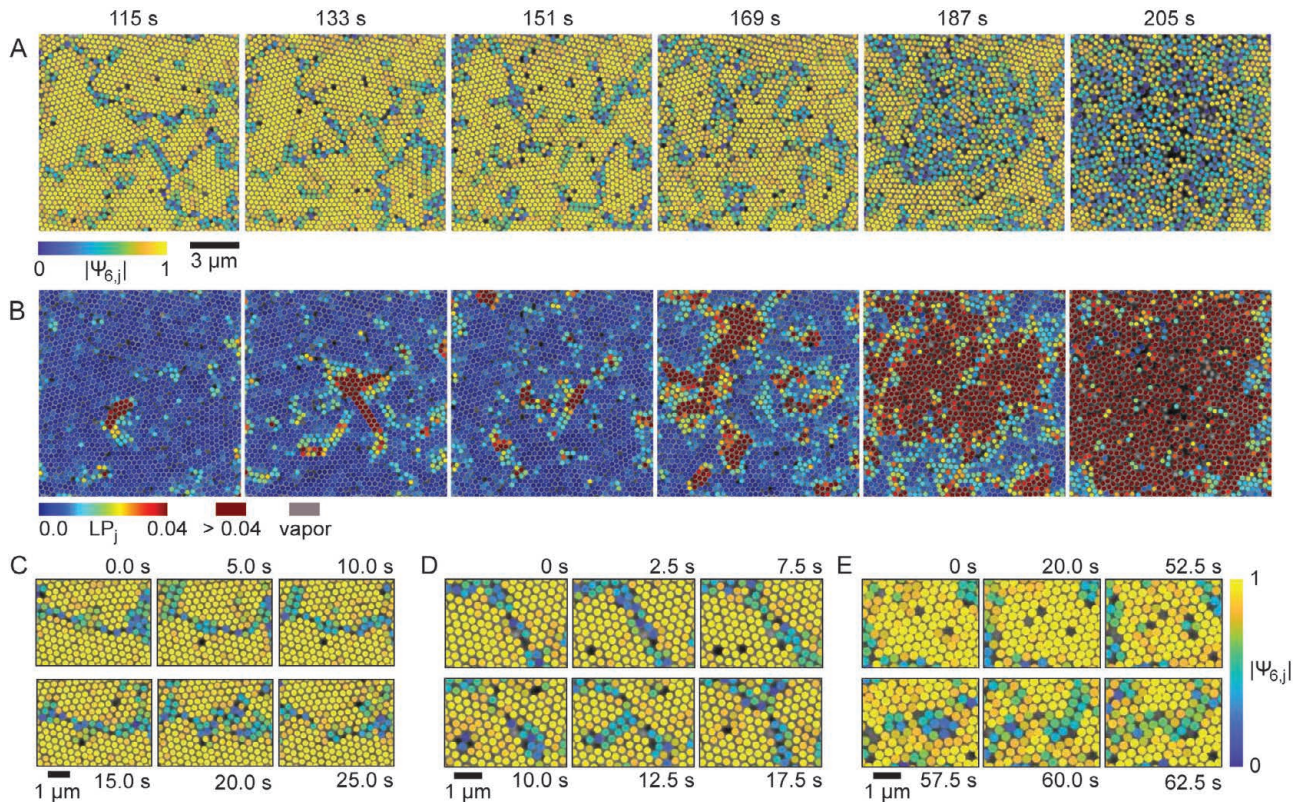 115 s 133 s 151 s 169 s 187 s 205 s
A
0 |Ψ6,j| 1 3 μm
B
0.0 LPj 0.04 > 0.04 vapor
C 0.0 s 5.0 s 10.0 s
15.0 s 20.0 s 25.0 s
1 μm
D 0 s 2.5 s 7.5 s
10.0 s 12.5 s 17.5 s
1 μm
E 0 s 20.0 s 52.5 s
57.5 s 60.0 s 62.5 s
1 μm
1
|Ψ6,j|
0